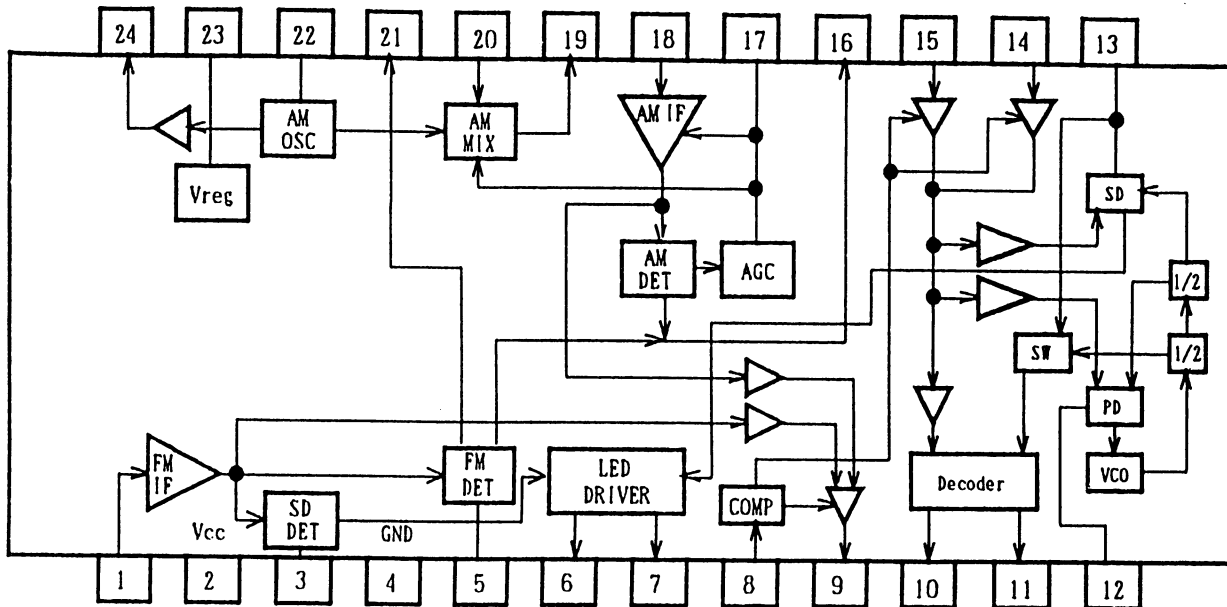 24 23 22 21 20 19 18 17 16 15 14 13
AM
OSC
AM
MIX
AM IF
Vreg
SD
AM
DET
AGC
1/2
SW
1/2
PD
FM
IF
FM
DET
LED
DRIVER
Decoder
VCO
SD
DET
COMP
Vcc
GND
1 2 3 4 5 6 7 8 9 10 11 12